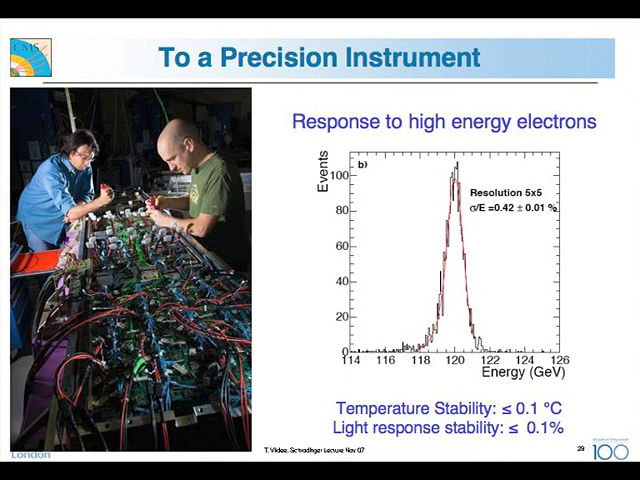 CMS
To a Precision Instrument
Response to high energy electrons
Events
b)
Resolution 5x5
σ/E =0.42 ± 0.01 %
100
80
60
40
20
0
114 116 118 120 122 124 126
Energy (GeV)
Temperature Stability: ≤ 0.1 °C
Light response stability: ≤ 0.1%
London
T. Virdee, Schrodinger Lecture Nov 07
29
100